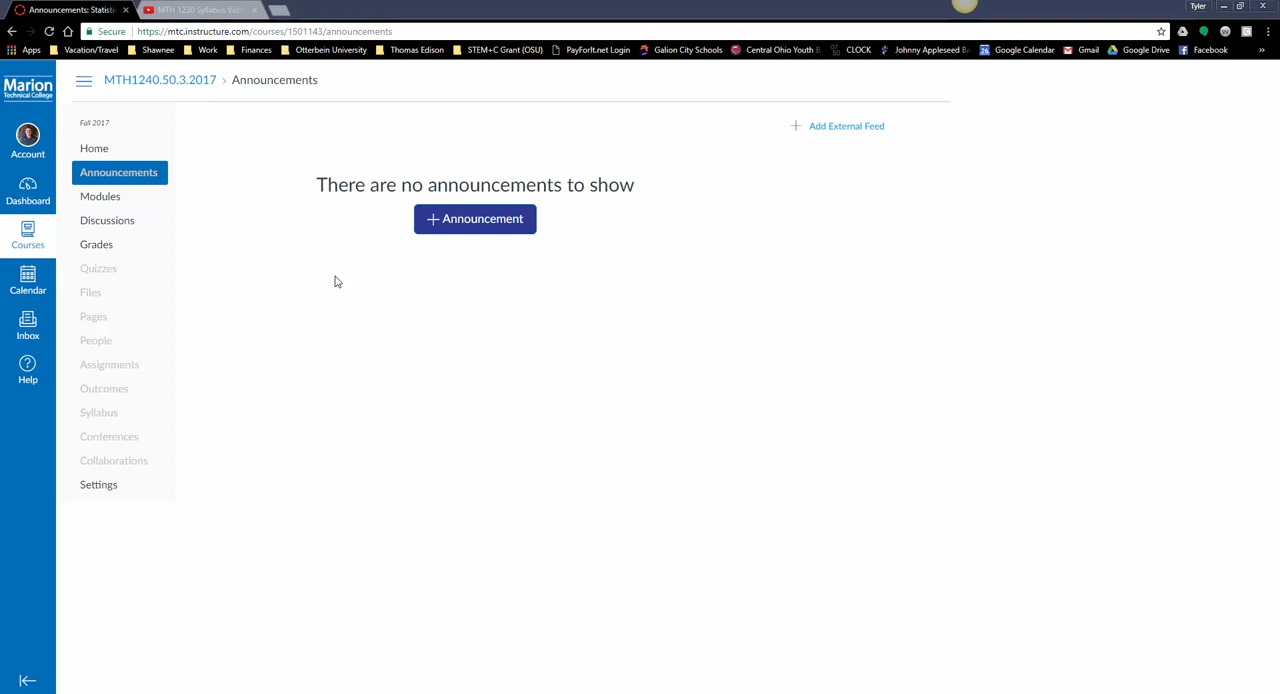 Announcements: Statisti
MTH 1230 Syllabus Vid
Tyler
Secure
https://mtc.instructure.com/courses/1501143/announcements
Apps
Vacation/Travel
Shawnee
Work
Finances
Otterbein University
Thomas Edison
STEM+C Grant (OSU)
PayForIt.net Login
Galion City Schools
Central Ohio Youth B
CLOCK
Johnny Appleseed Ba
Google Calendar
Gmail
Google Drive
Facebook
Marion
Technical College
Account
Dashboard
Courses
Calendar
Inbox
Help
MTH1240.50.3.2017 > Announcements
Fall 2017
Home
Announcements
Modules
Discussions
Grades
Quizzes
Files
Pages
People
Assignments
Outcomes
Syllabus
Conferences
Collaborations
Settings
+ Add External Feed
There are no announcements to show
+ Announcement